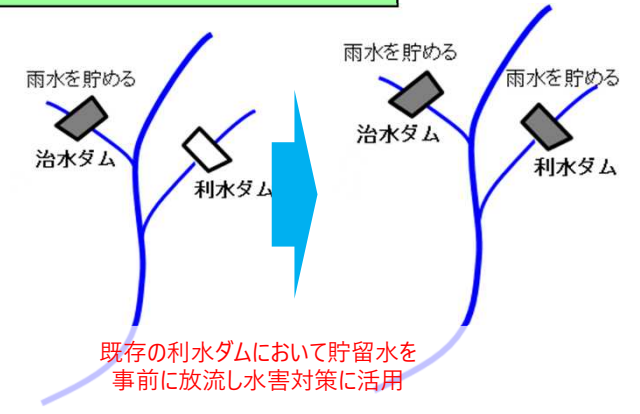 雨水を貯める
治水ダム
利水ダム
雨水を貯める
治水ダム
雨水を貯める
利水ダム
既存の利水ダムにおいて貯留水を
事前に放流し水害対策に活用